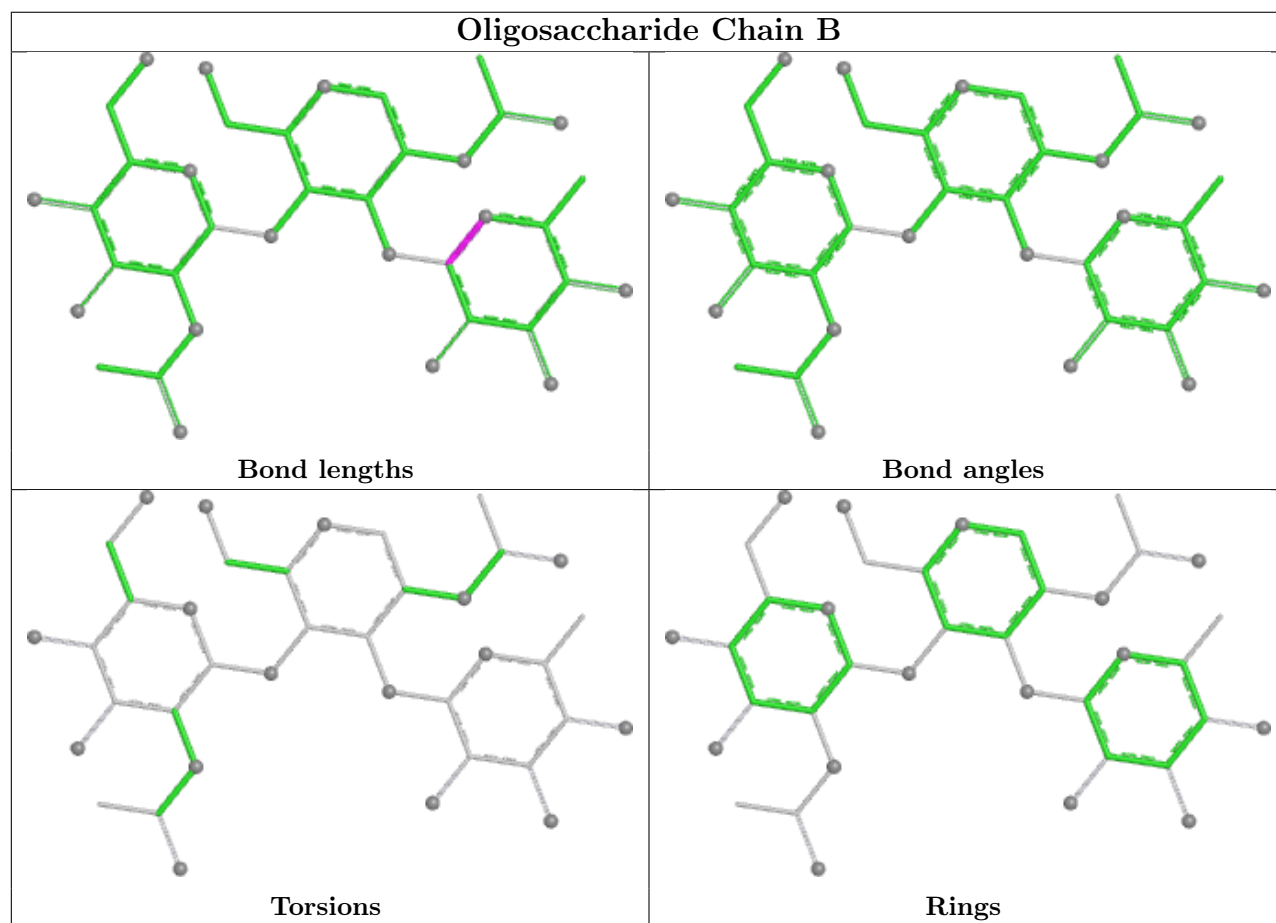 Oligosaccharide Chain B
Bond lengths
Bond angles
Torsions
Rings